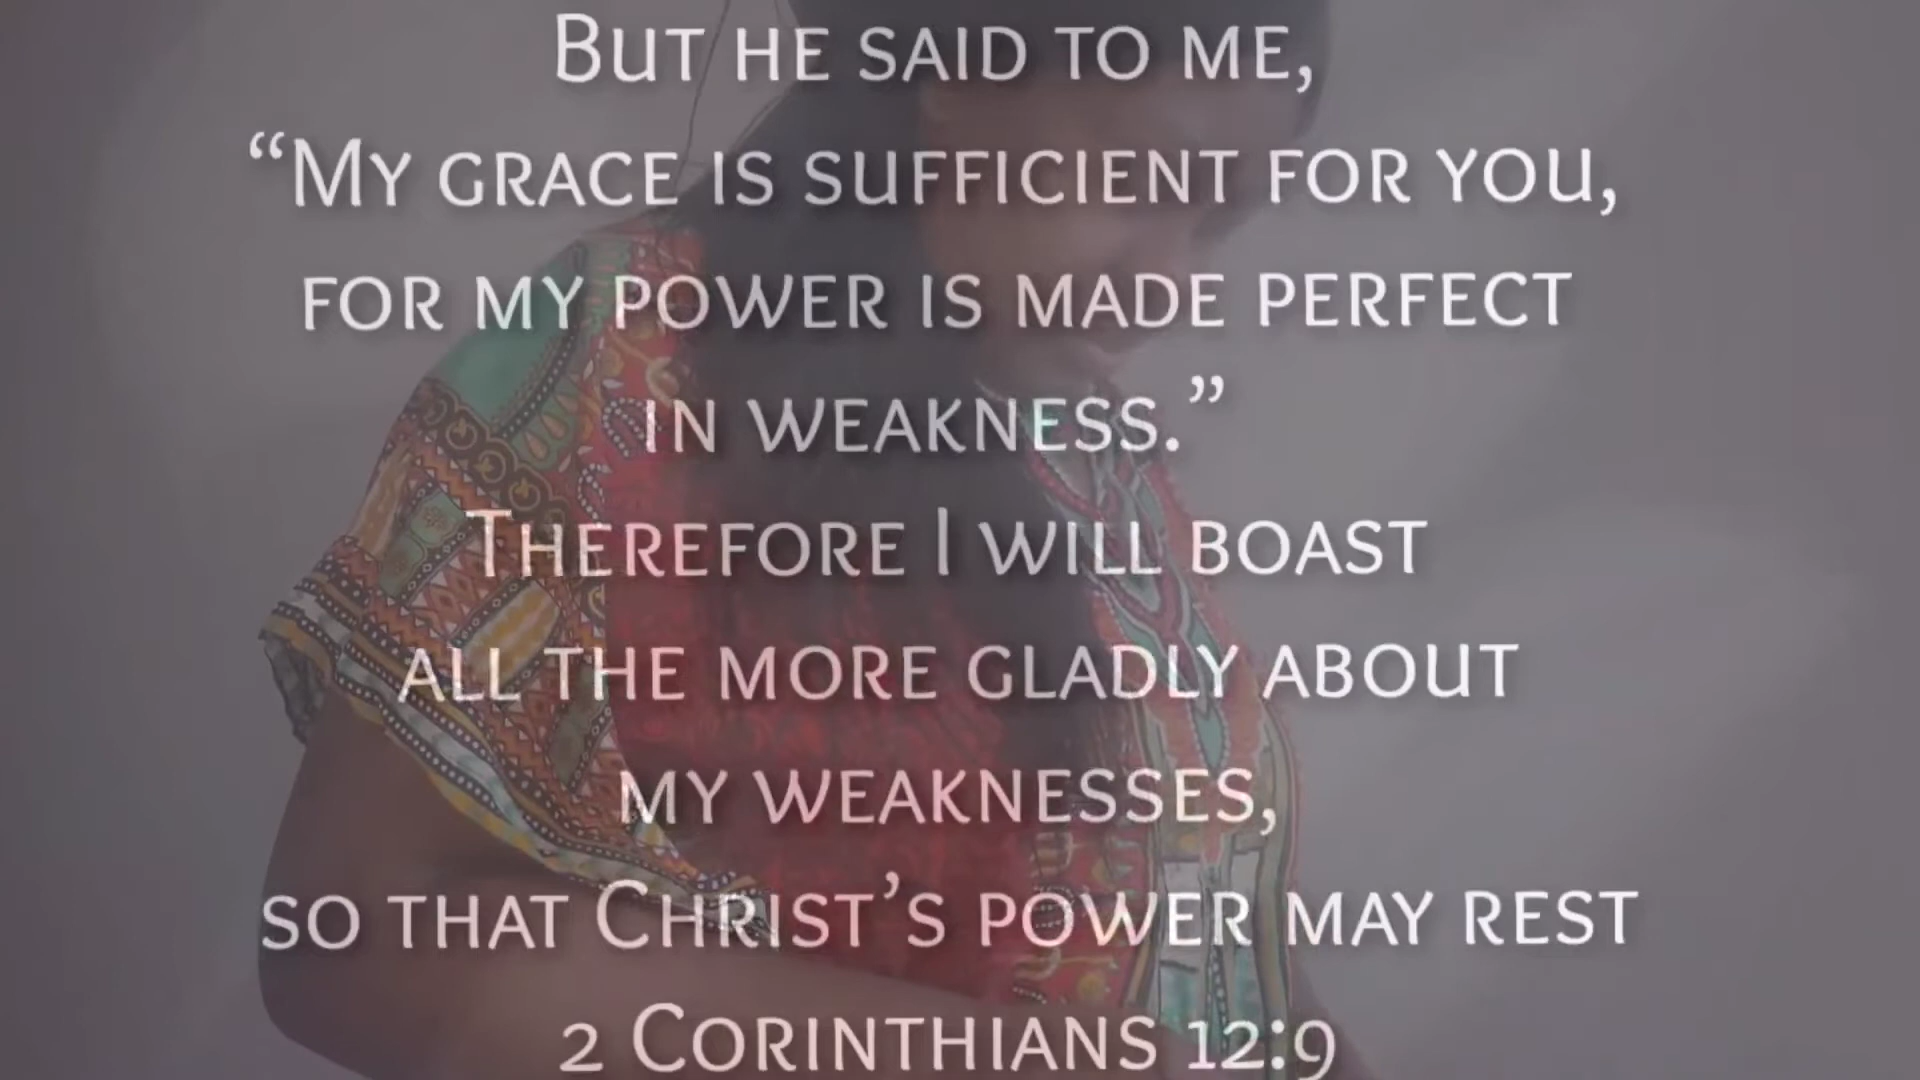 But he said to me,
“My grace is sufficient for you,
for my power is made perfect
in weakness.”
Therefore I will boast
all the more gladly about
my weaknesses,
so that Christ’s power may rest
2 Corinthians 12:9